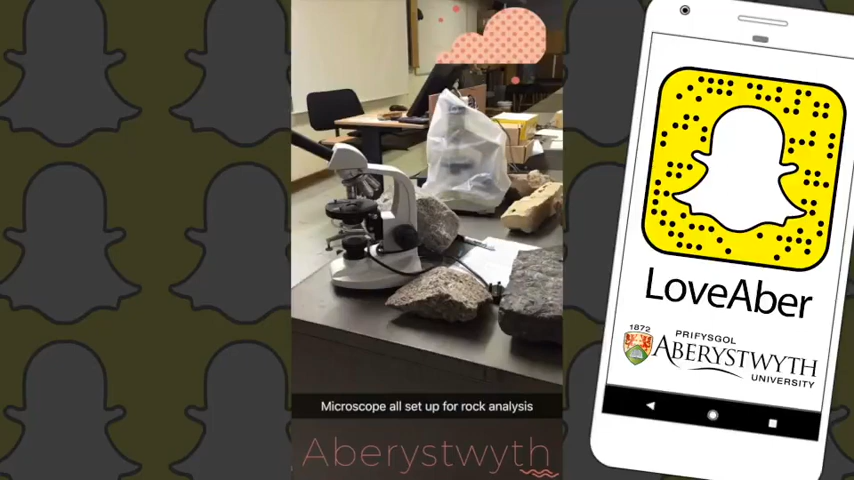 Microscope all set up for rock analysis
Aberystwyth
LoveAber
1872
PRIFYSGOL
ABERYSTWYTH
UNIVERSITY